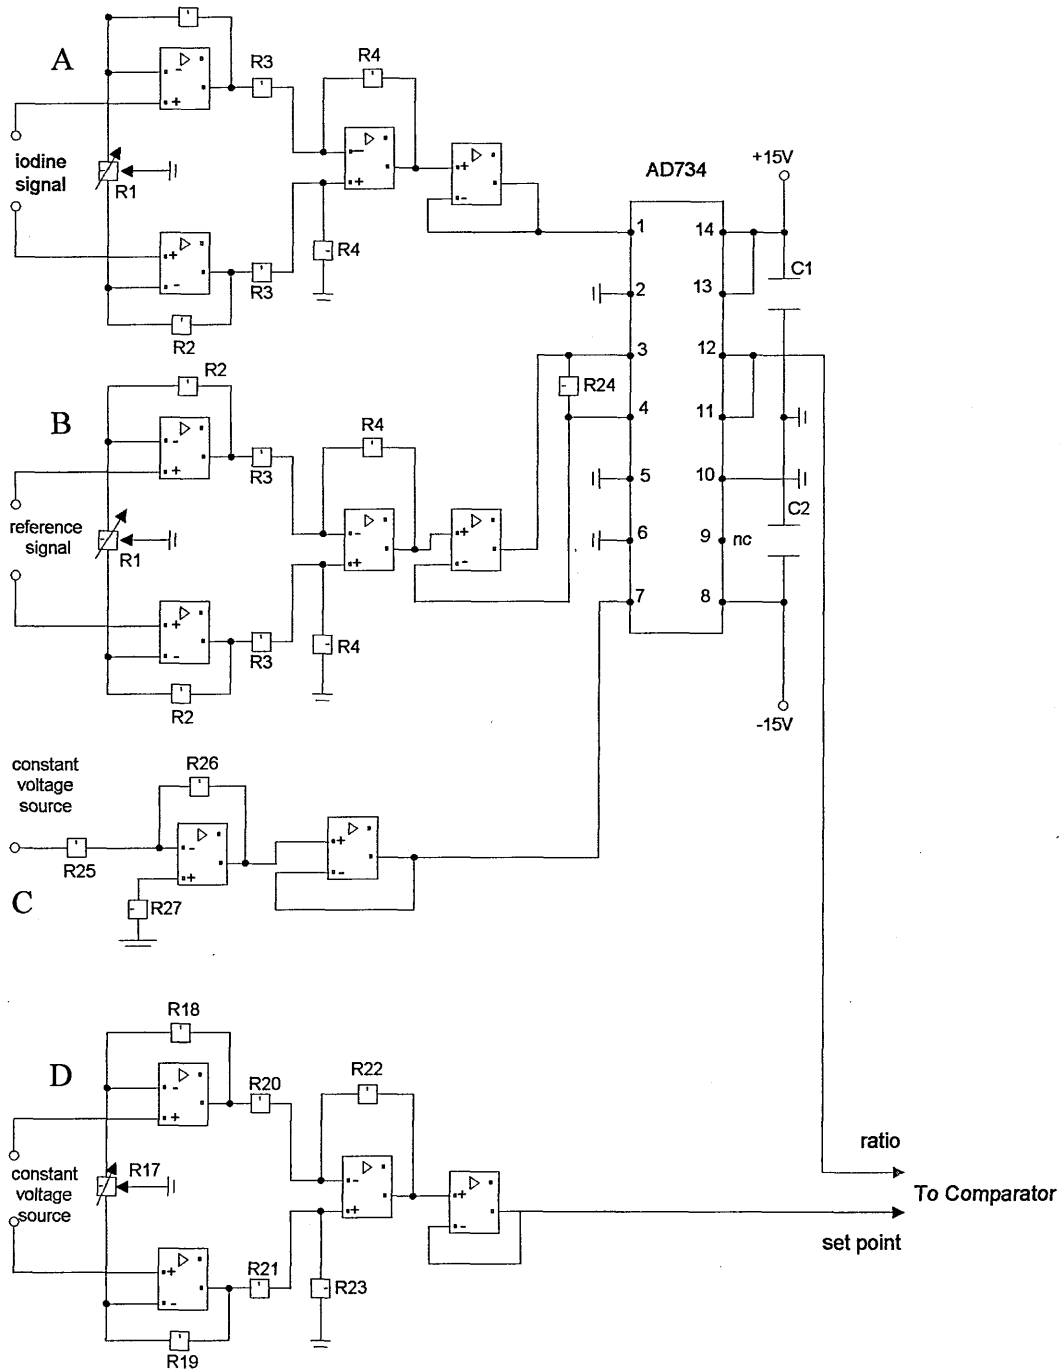 A
R3
R4
iodine
signal
R1
R4
R3
R2
AD734
+15V
1
14
C1
2
13
3
12
R24
4
11
5
10
C2
6
9
nc
7
8
-15V
R2
B
R3
R4
reference
signal
R1
R3
R4
R2
constant
voltage
source
R26
R25
C
R27
R18
D
R20
R22
constant
voltage
source
R17
R21
R23
R19
ratio
To Comparator
set point